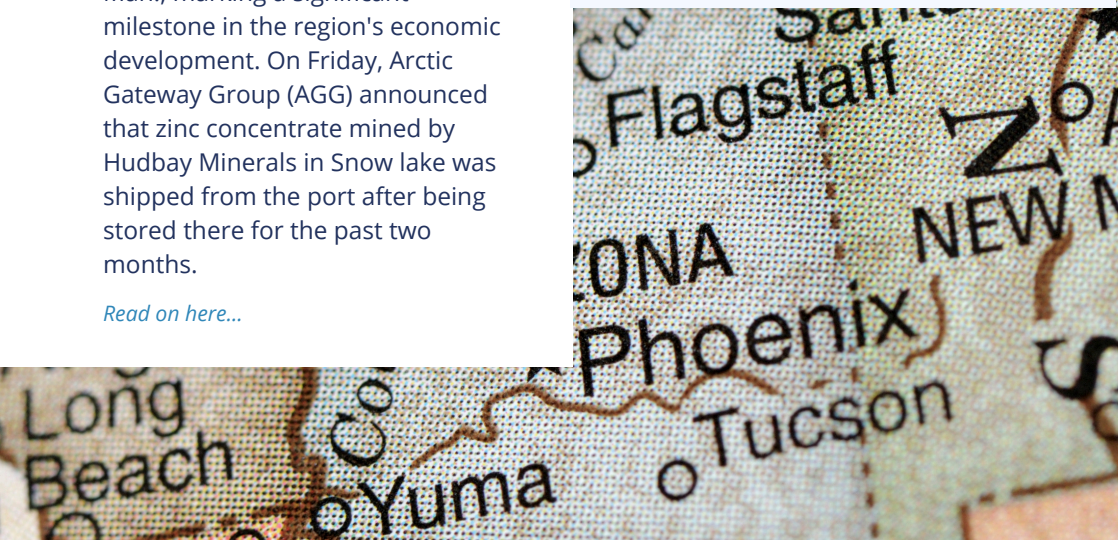 milestone in the region's economic
development. On Friday, Arctic
Gateway Group (AGG) announced
that zinc concentrate mined by
Hudbay Minerals in Snow lake was
shipped from the port after being
stored there for the past two
months.
Read on here...
Flagstaff
ZONA
NEW M
Phoenix
Tucson
Long
Beach
Co
Yuma